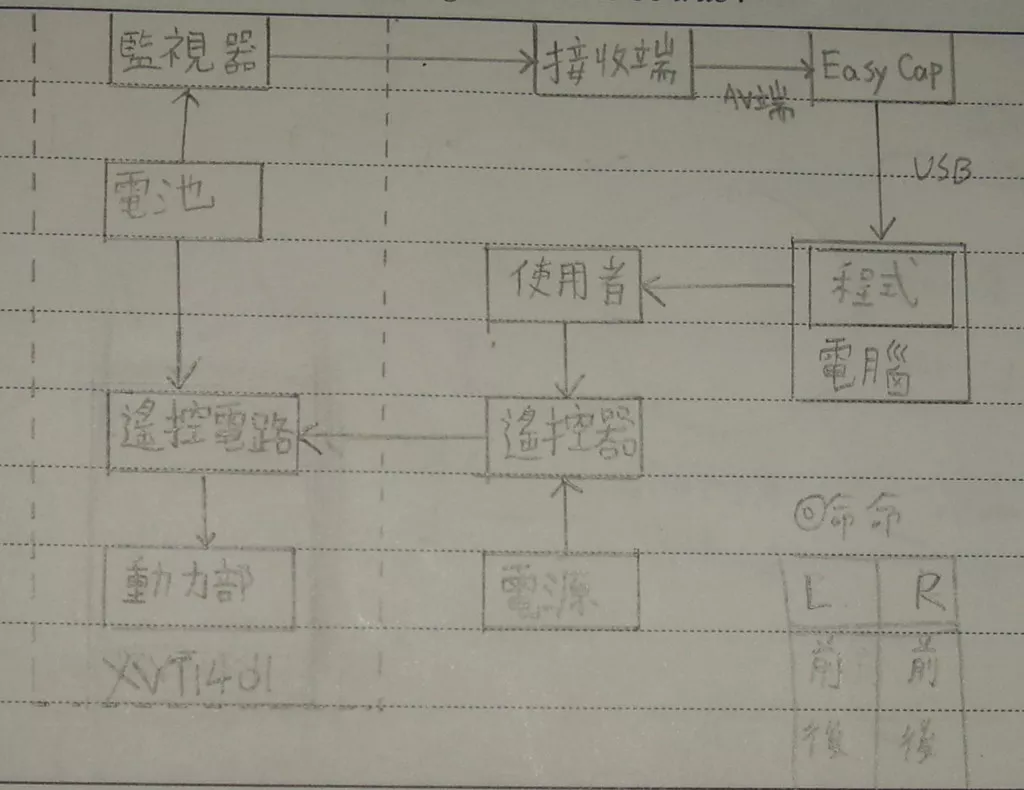 監視器
接收端
Easy Cap
AV端
USB
電池
使用者
程式
電腦
遙控電路
遙控器
◎命命
動力部
電源
L R
前 前
後 後
XVT1401